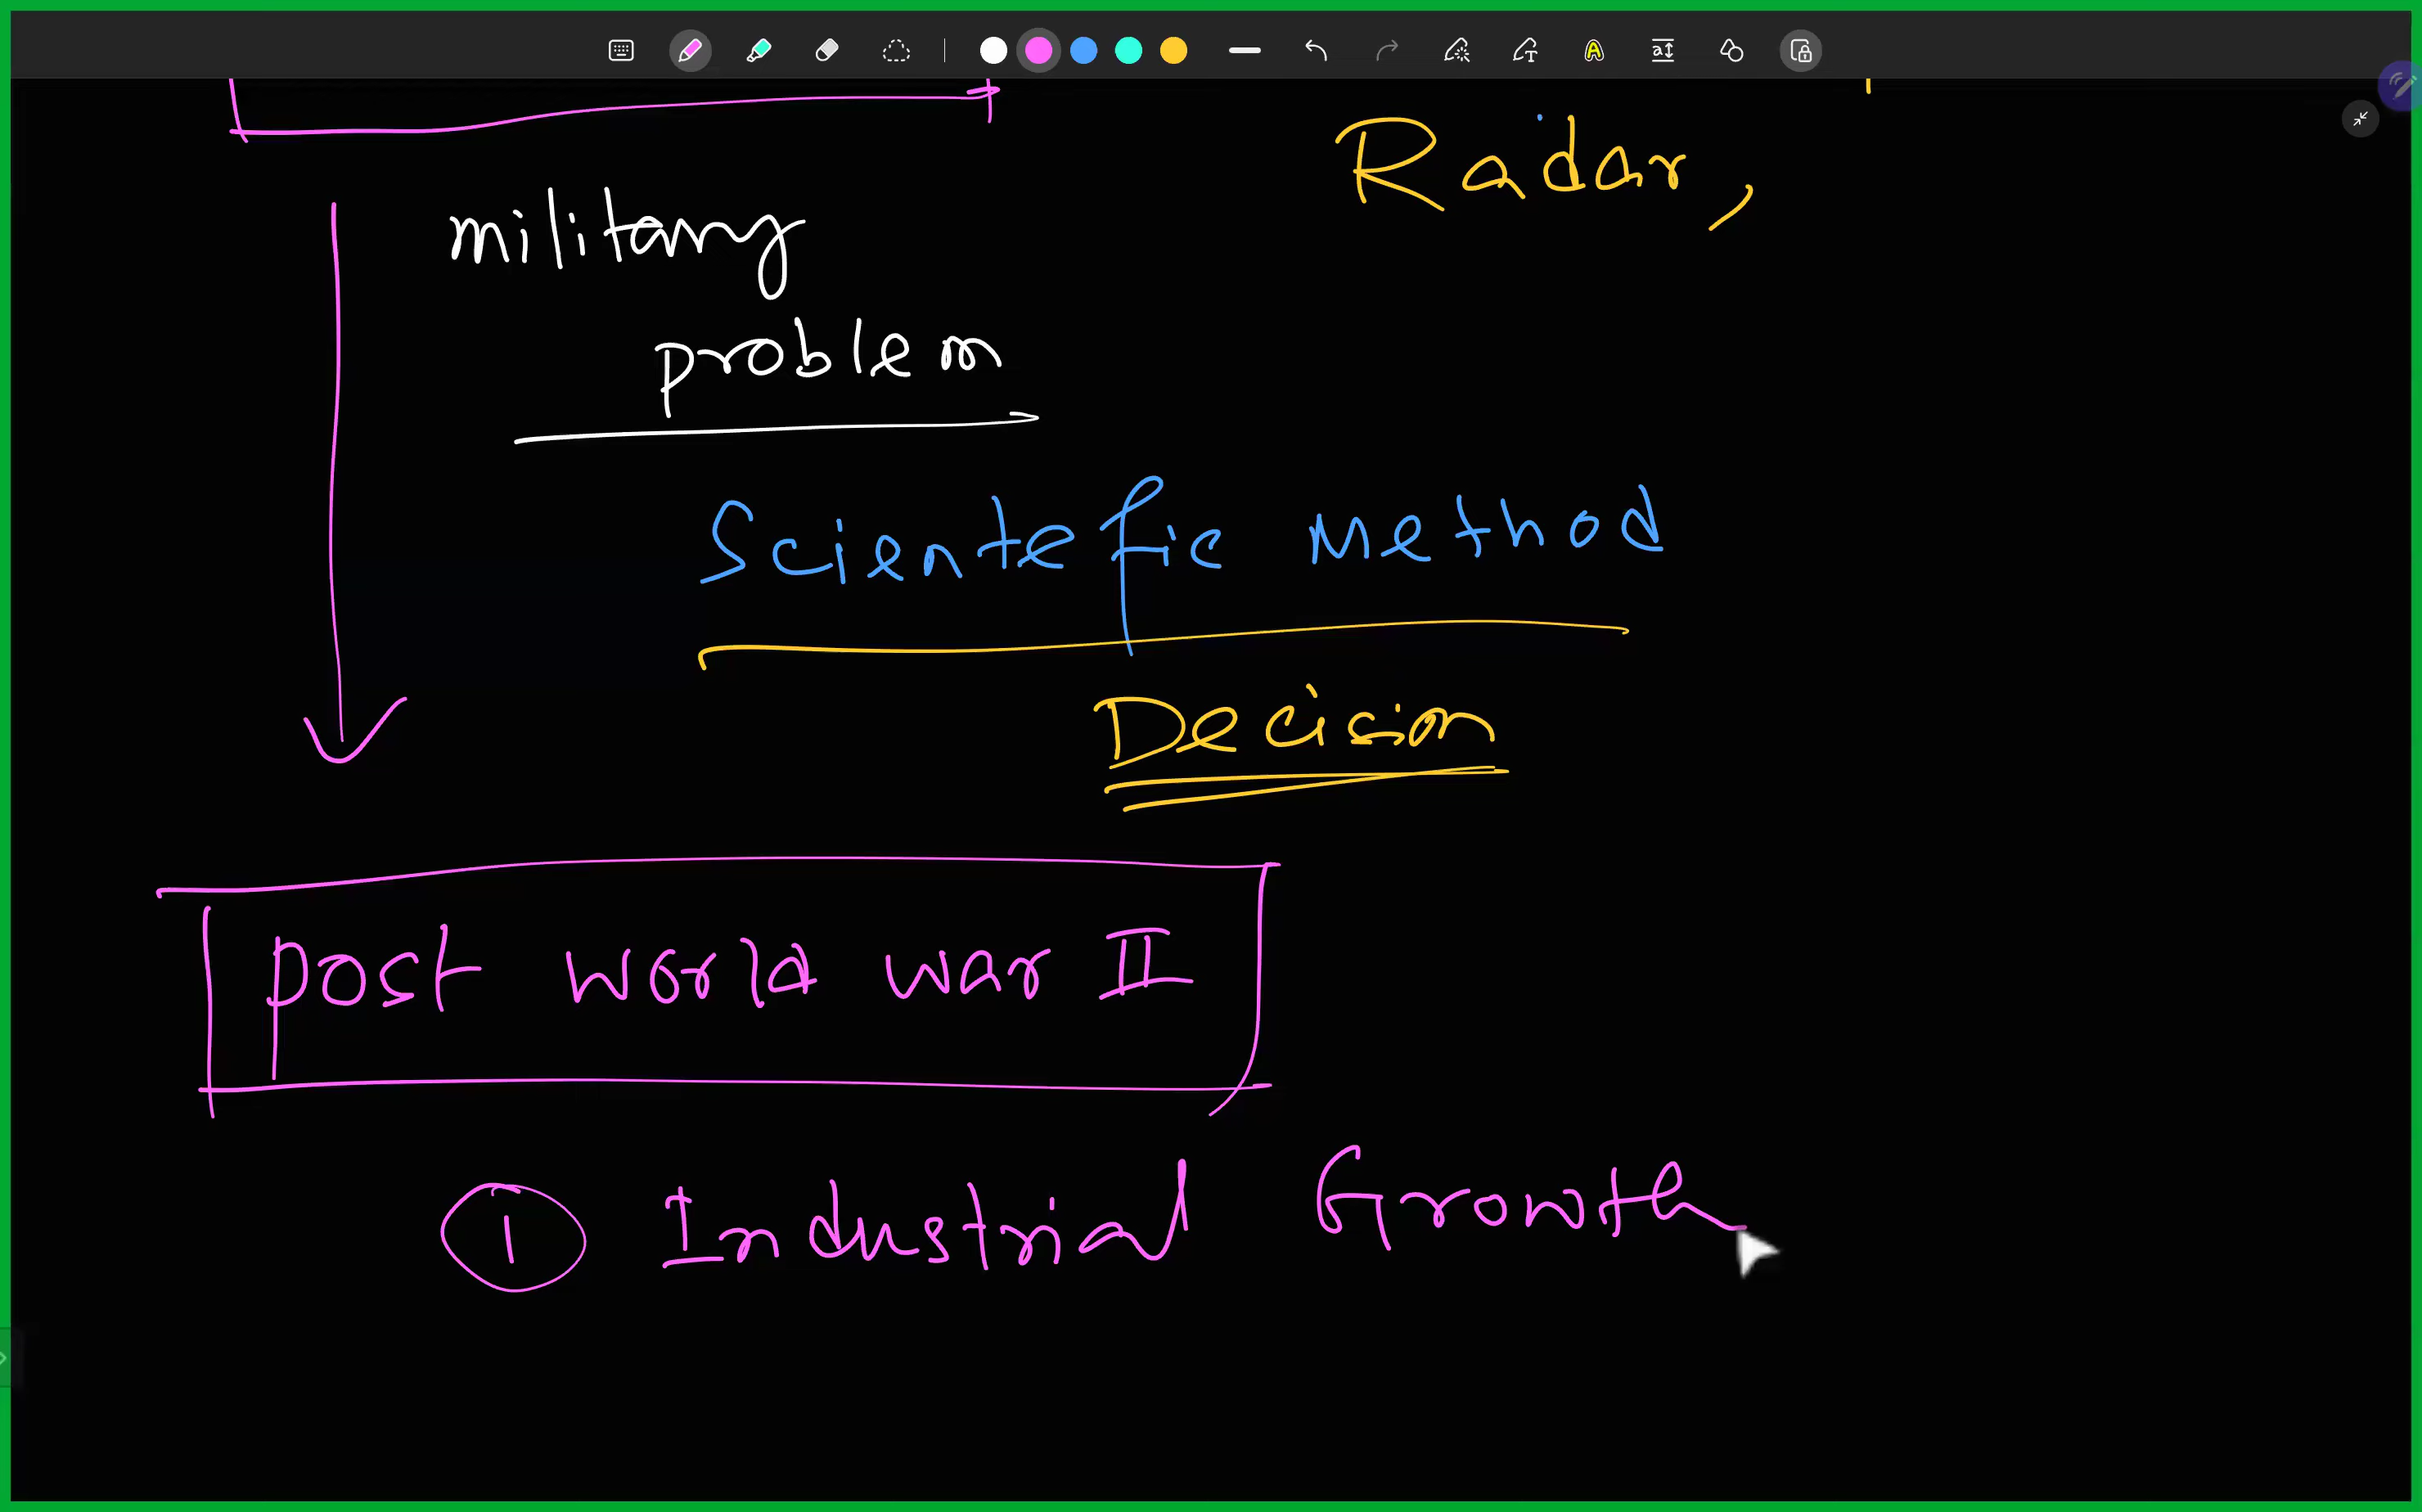 Radar,
military
problem
Scientefic Method
Decision
post world war II
1 Industrial Growth